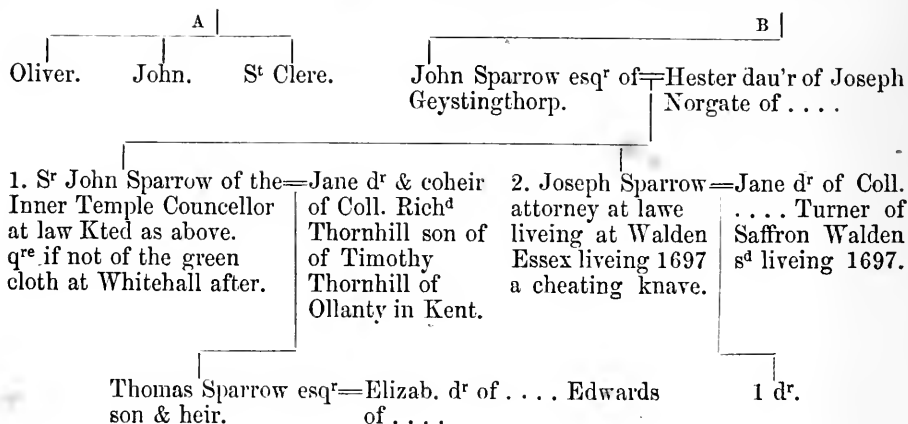 A
B
Oliver.
John.
Sᵗ Clere.
John Sparrow esqʳ of=Hester dau'r of Joseph
Geystingthorp.
Norgate of . . . .
1. Sʳ John Sparrow of the
Inner Temple Councellor
at law Kted as above.
qʳᵉ if not of the green
cloth at Whitehall after.
=Jane dʳ & coheir
of Coll. Richᵈ
Thornhill son of
of Timothy
Thornhill of
Ollanty in Kent.
2. Joseph Sparrow
attorney at lawe
liveing at Walden
Essex liveing 1697
a cheating knave.
=Jane dʳ of Coll.
. . . . Turner of
Saffron Walden
sᵈ liveing 1697.
Thomas Sparrow esqʳ=Elizab. dʳ of . . . . Edwards
son & heir.
of . . . .
1 dʳ.